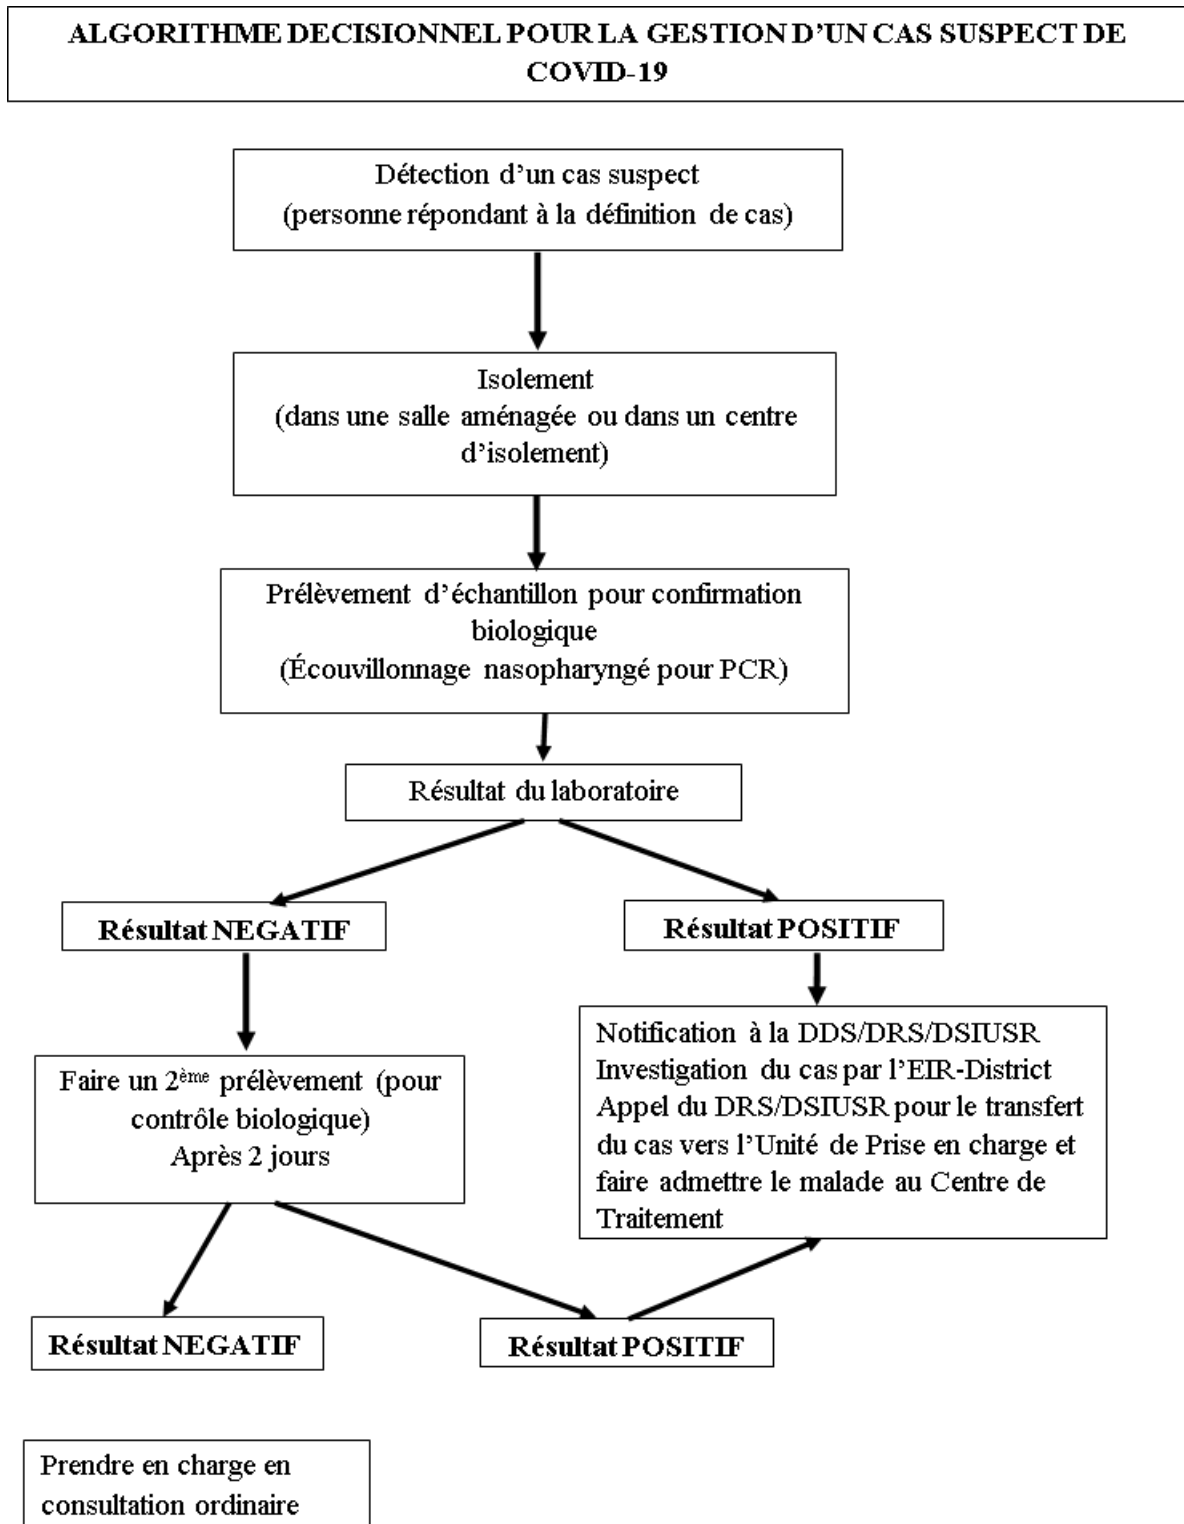 ALGORITHME DECISIONNEL POUR LA GESTION D’UN CAS SUSPECT DE
COVID-19
Détection d’un cas suspect
(personne répondant à la définition de cas)
Isolement
(dans une salle aménagée ou dans un centre
d’isolement)
Prélèvement d’échantillon pour confirmation
biologique
(Écouvillonnage nasopharyngé pour PCR)
Résultat du laboratoire
Résultat NEGATIF
Résultat POSITIF
Faire un 2ème prélèvement (pour
contrôle biologique)
Après 2 jours
Notification à la DDS/DRS/DSIUSR
Investigation du cas par l’EIR-District
Appel du DRS/DSIUSR pour le transfert
du cas vers l’Unité de Prise en charge et
faire admettre le malade au Centre de
Traitement
Résultat NEGATIF
Résultat POSITIF
Prendre en charge en
consultation ordinaire